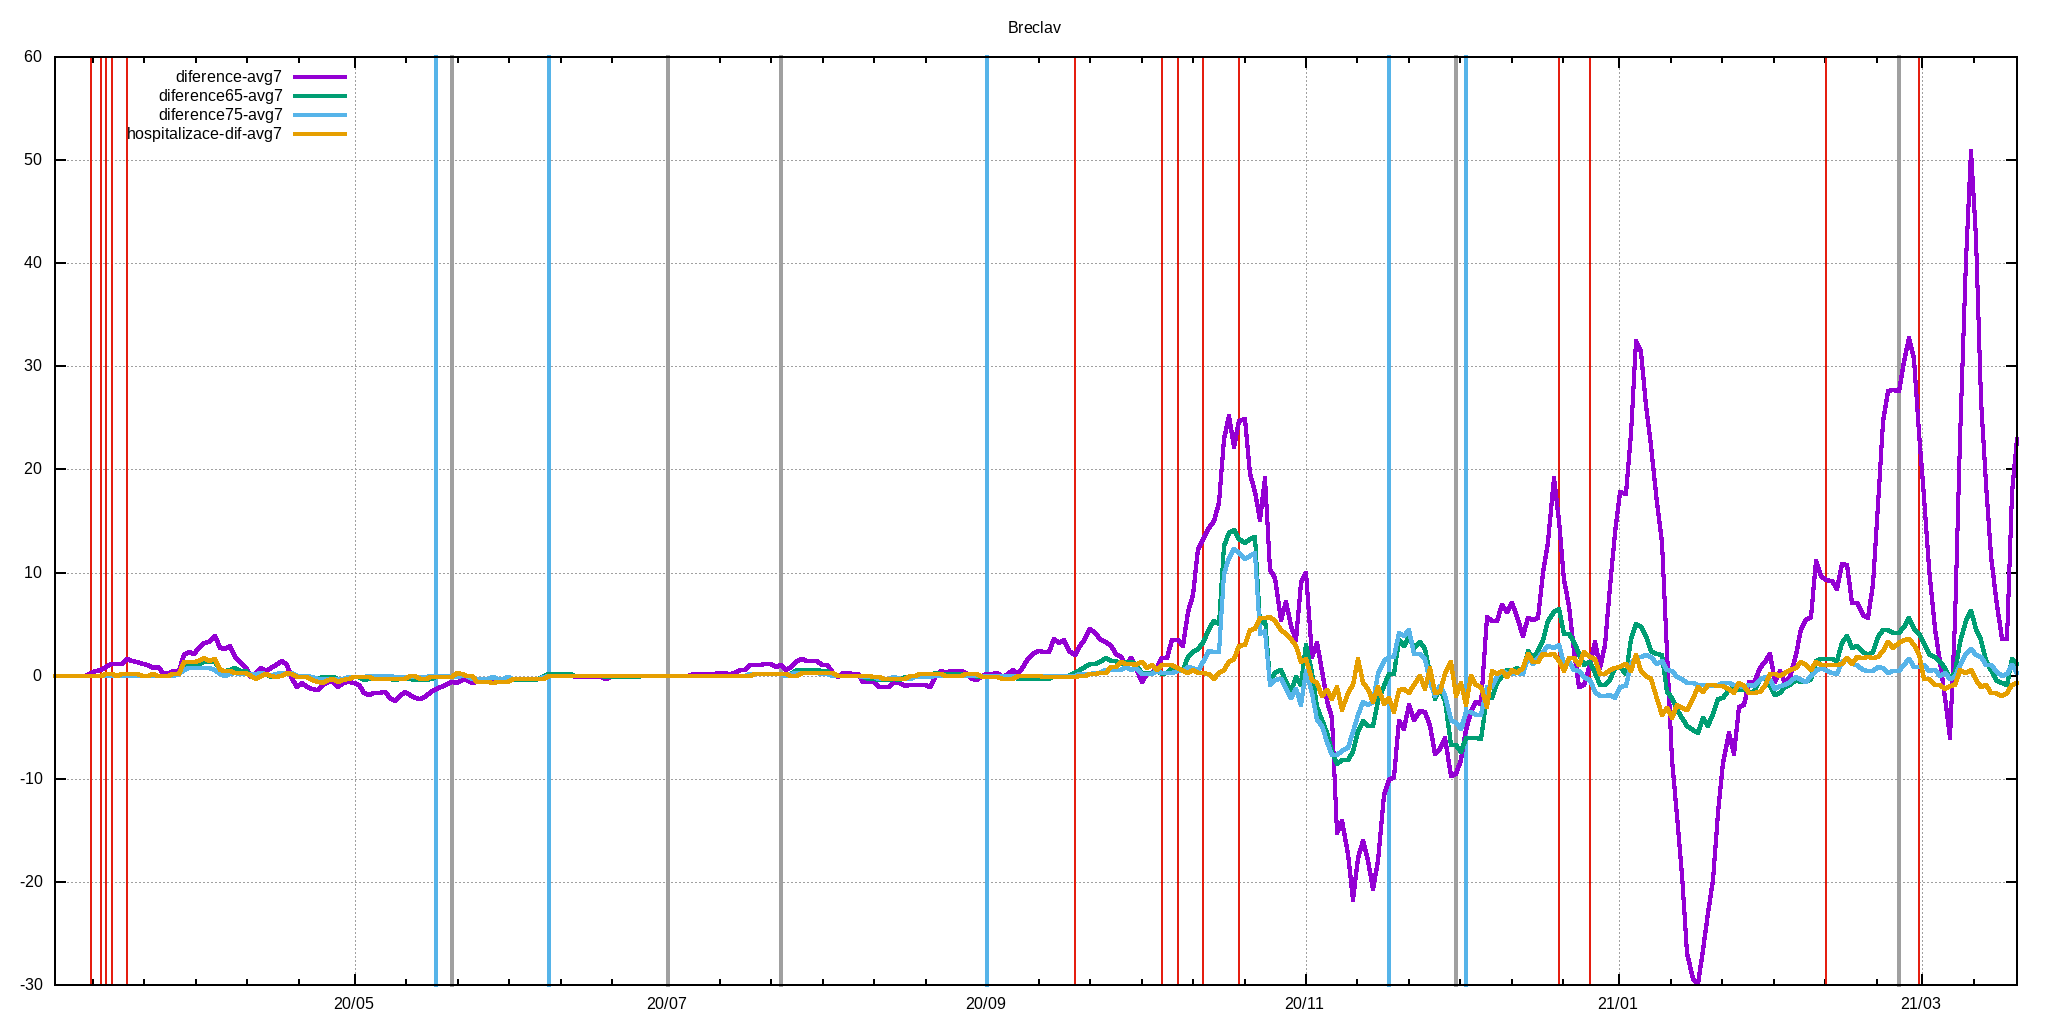 Breclav
60
50
40
30
20
10
0
-10
-20
-30
diference-avg7
diference65-avg7
diference75-avg7
hospitalizace-dif-avg7
20/05 20/07 20/09 20/11 21/01 21/03